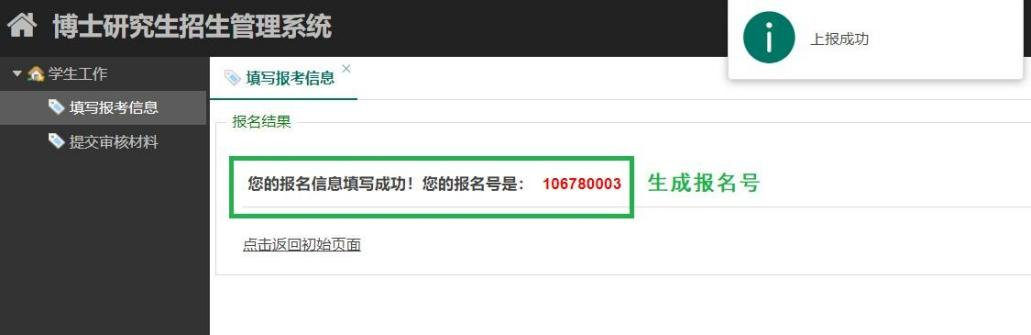 博士研究生招生管理系统
上报成功
学生工作
填写报考信息
提交审核材料
填写报考信息
报名结果
您的报名信息填写成功！您的报名号是： 106780003
生成报名号
点击返回初始页面